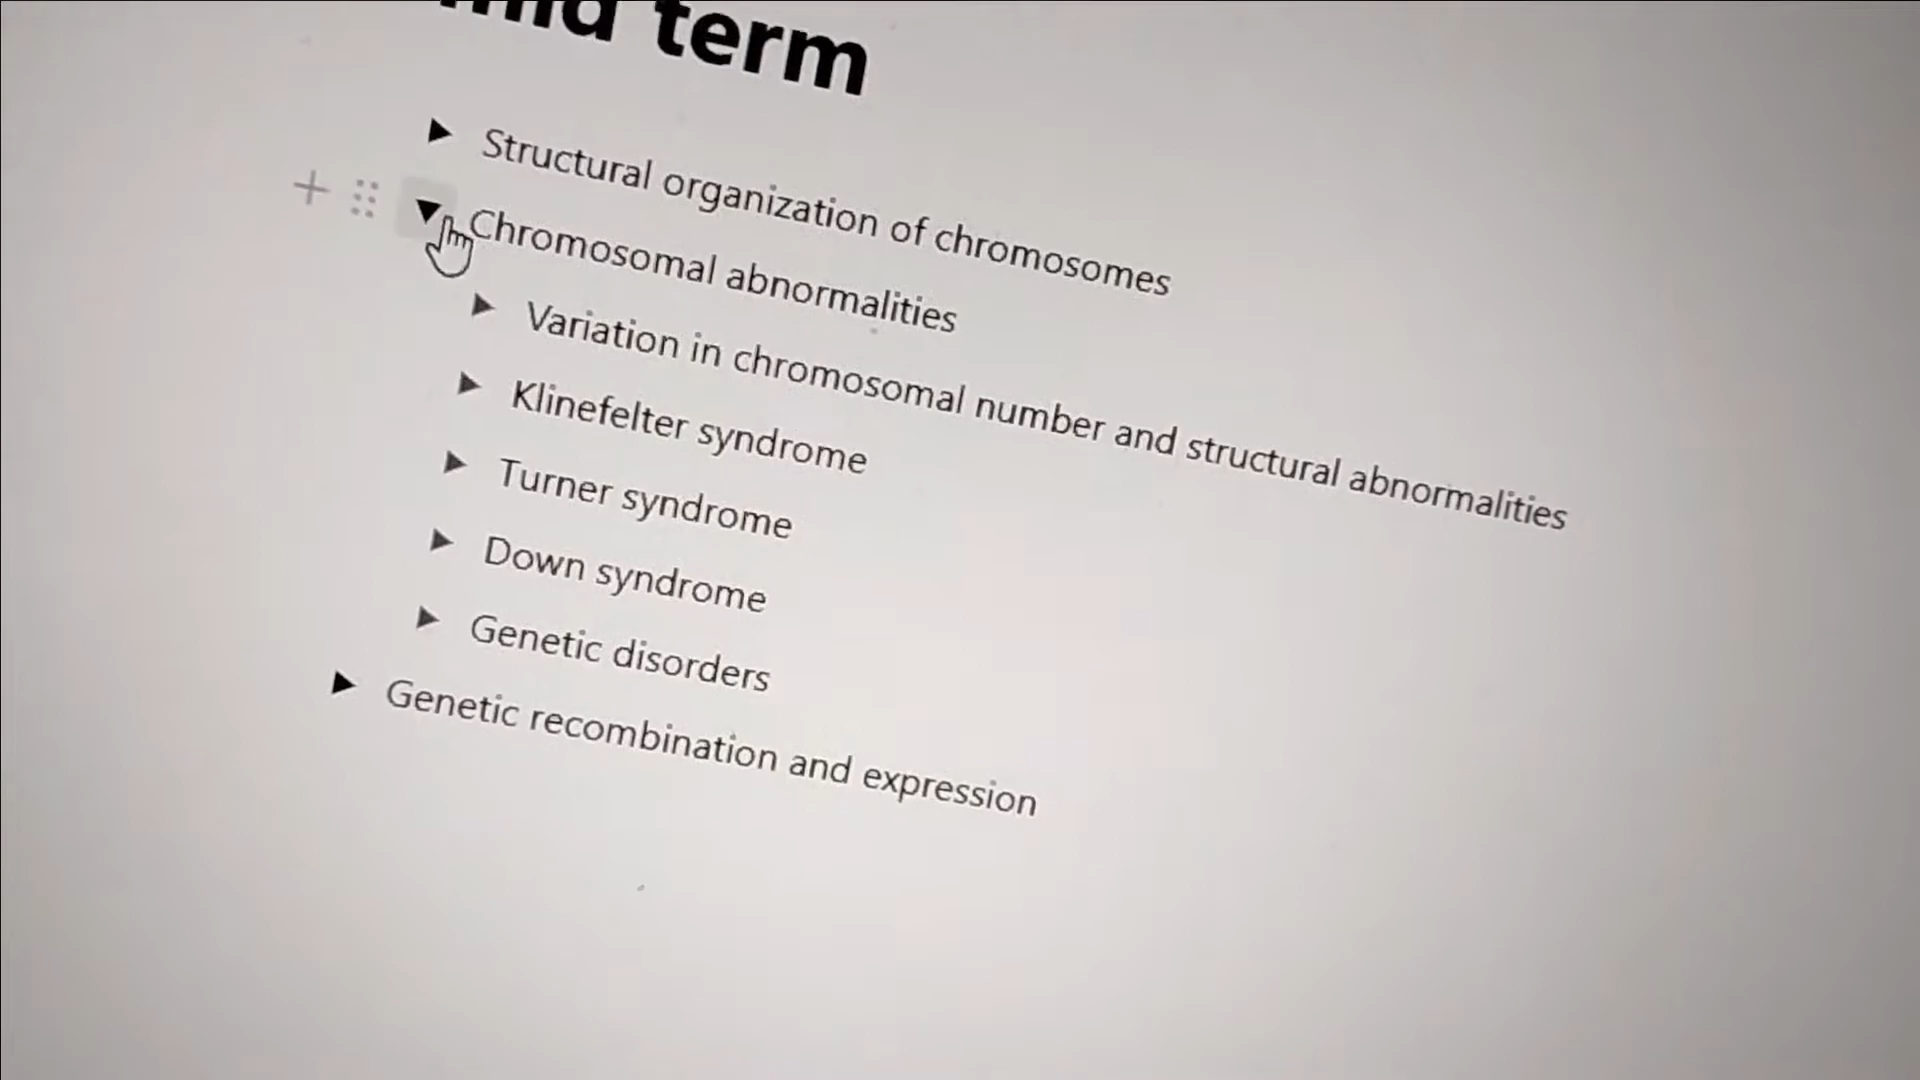 mid term
Structural organization of chromosomes
Chromosomal abnormalities
Variation in chromosomal number and structural abnormalities
Klinefelter syndrome
Turner syndrome
Down syndrome
Genetic disorders
Genetic recombination and expression